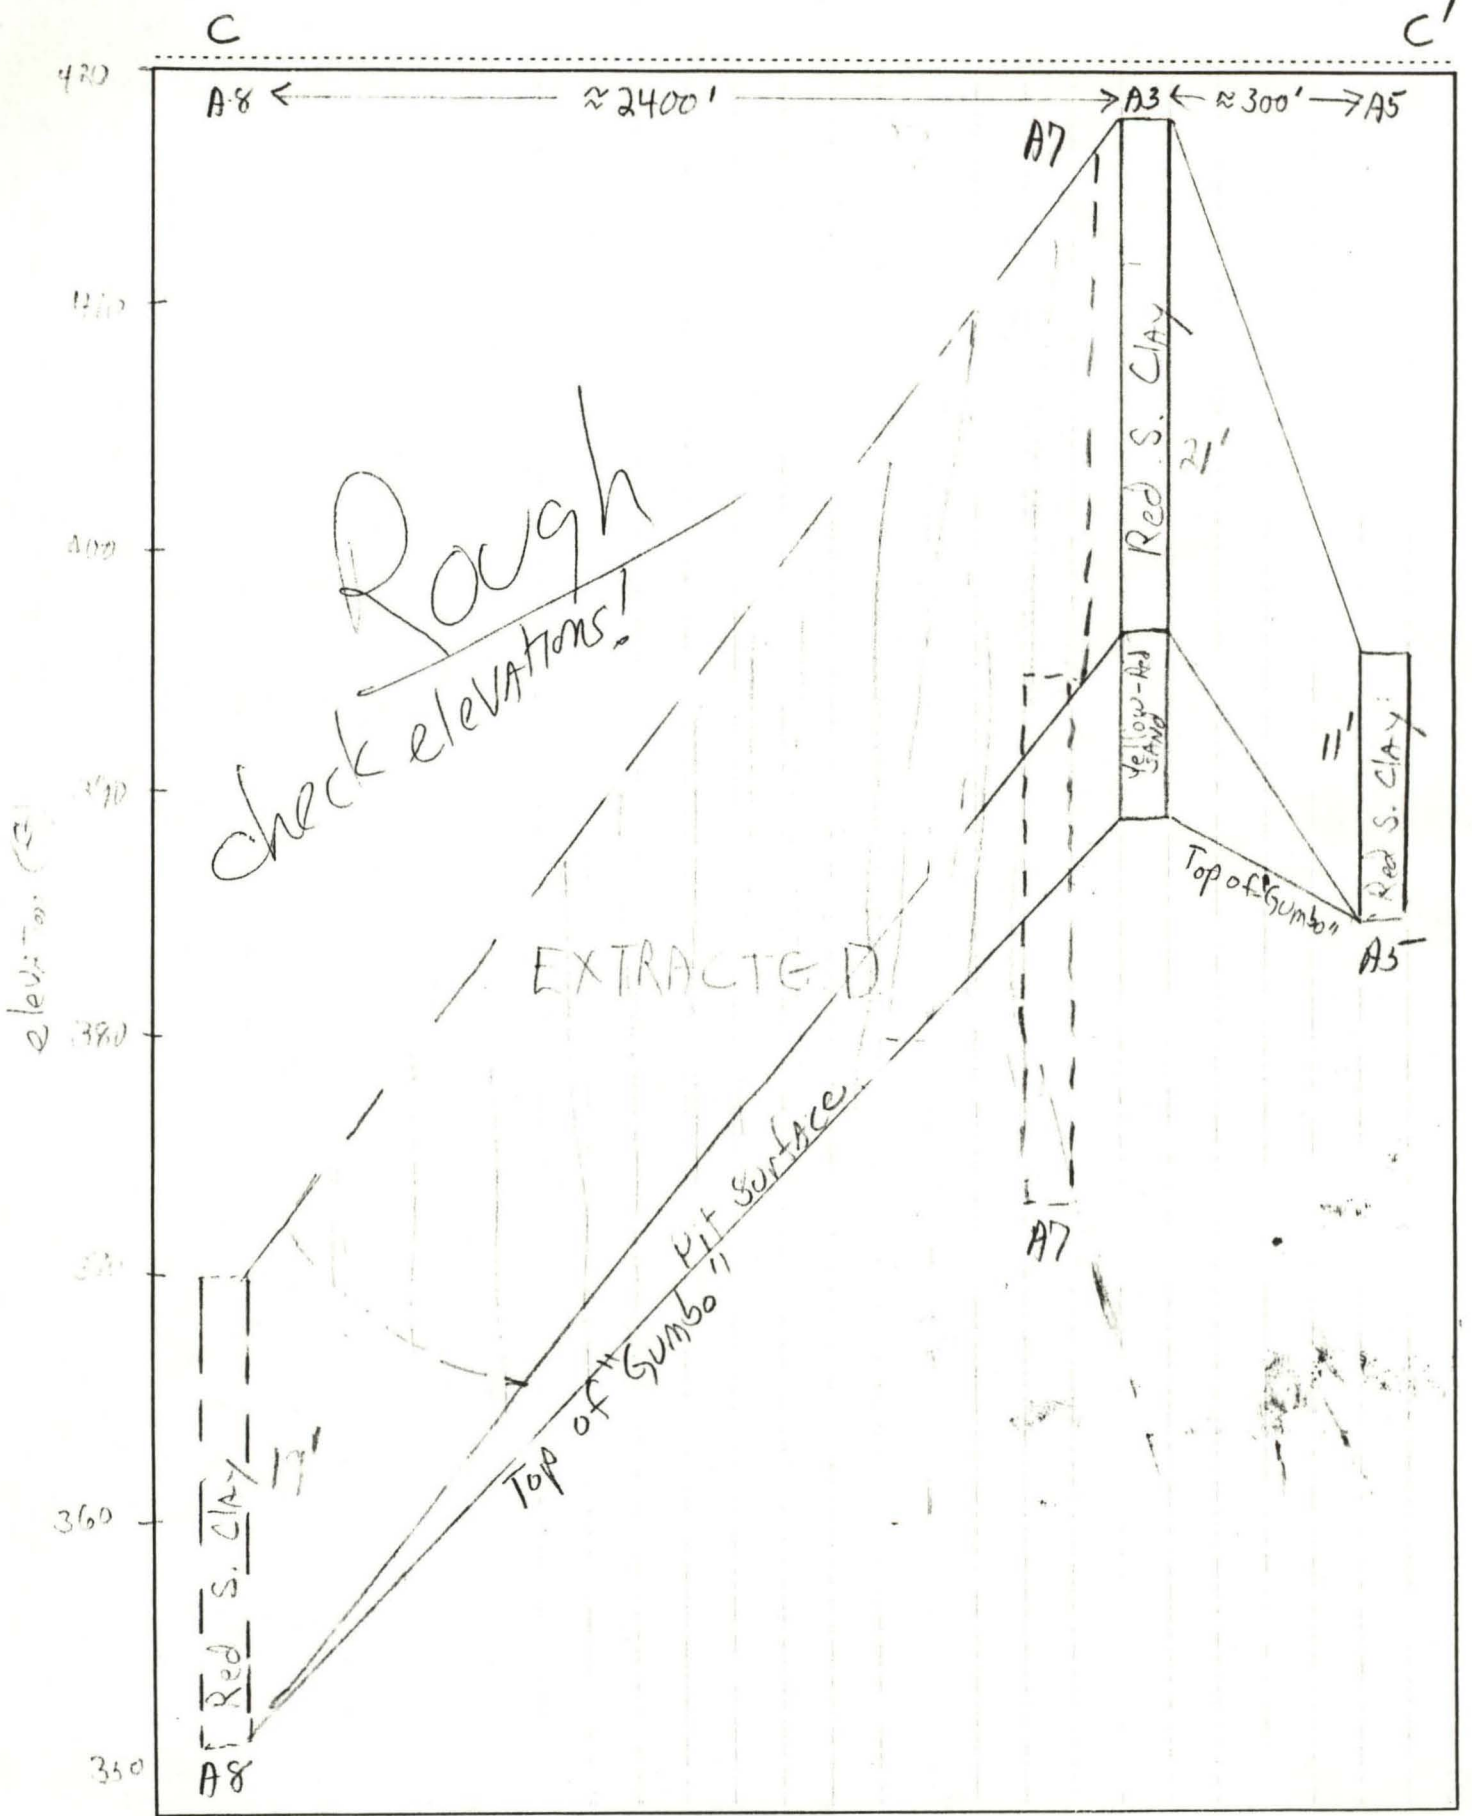 C C'
420
A8 ≈ 2400' A3 ≈ 300' A5
A7
410
Red S. Clay
21'
400
Rough
check elevations!
Yellow-Red
SAND
11'
Red S. Clay
390
Top of "Gumbo"
A5
EXTRACTED
380
Pit Surface
A7
370
Top of "Gumbo"
17'
Red S. Clay
360
350
A8